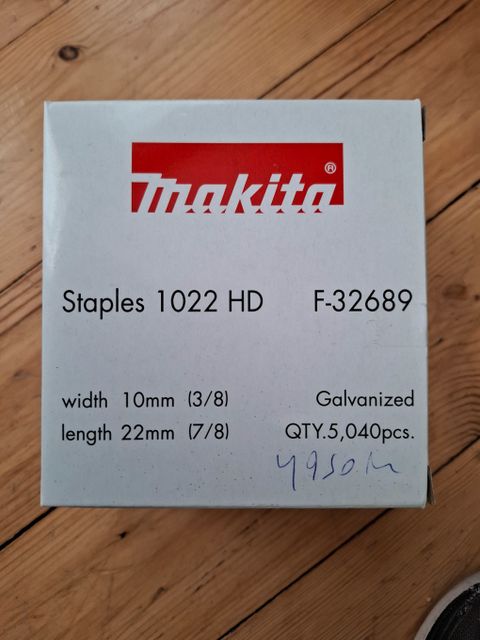 makita®
Staples 1022 HD F-32689
width 10mm (3/8) Galvanized
length 22mm (7/8) QTY.5,040pcs.